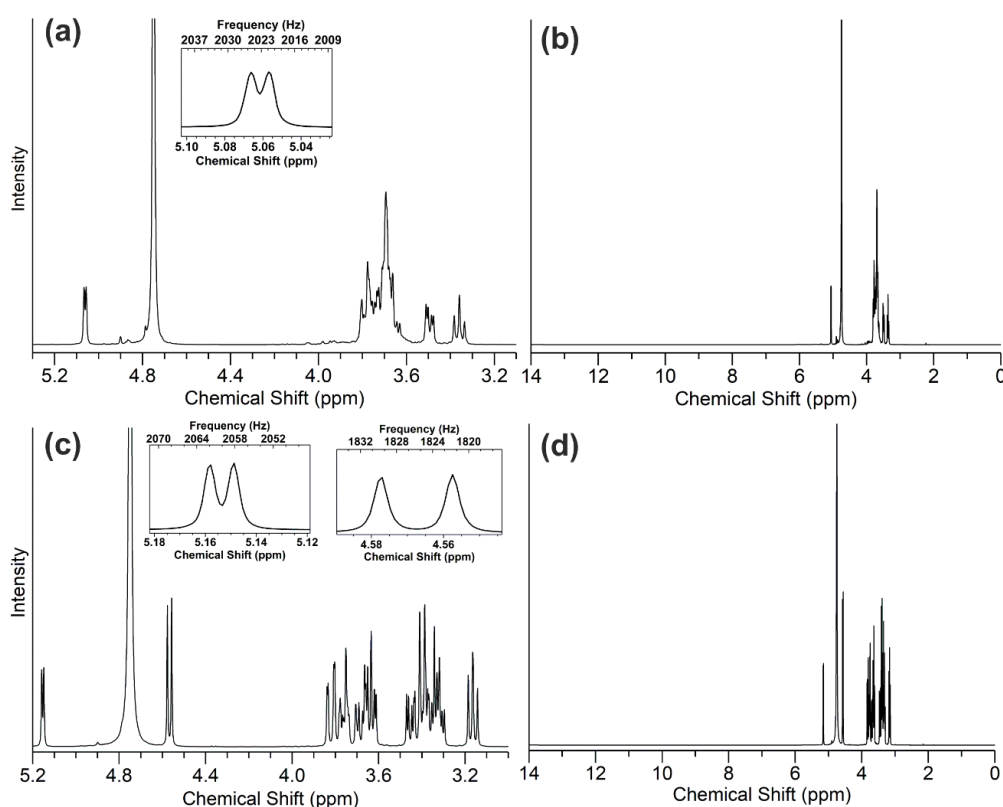 (a)
Frequency (Hz)
2037 2030 2023 2016 2009
5.10 5.08 5.06 5.04
Chemical Shift (ppm)
Intensity
5.2 4.8 4.4 4.0 3.6 3.2
Chemical Shift (ppm)
(b)
14 12 10 8 6 4 2 0
Chemical Shift (ppm)
(c)
Frequency (Hz)
2070 2064 2058 2052
5.18 5.16 5.14 5.12
Chemical Shift (ppm)
Frequency (Hz)
1832 1828 1824 1820
4.58 4.56
Chemical Shift (ppm)
Intensity
5.2 4.8 4.4 4.0 3.6 3.2
Chemical Shift (ppm)
(d)
14 12 10 8 6 4 2 0
Chemical Shift (ppm)